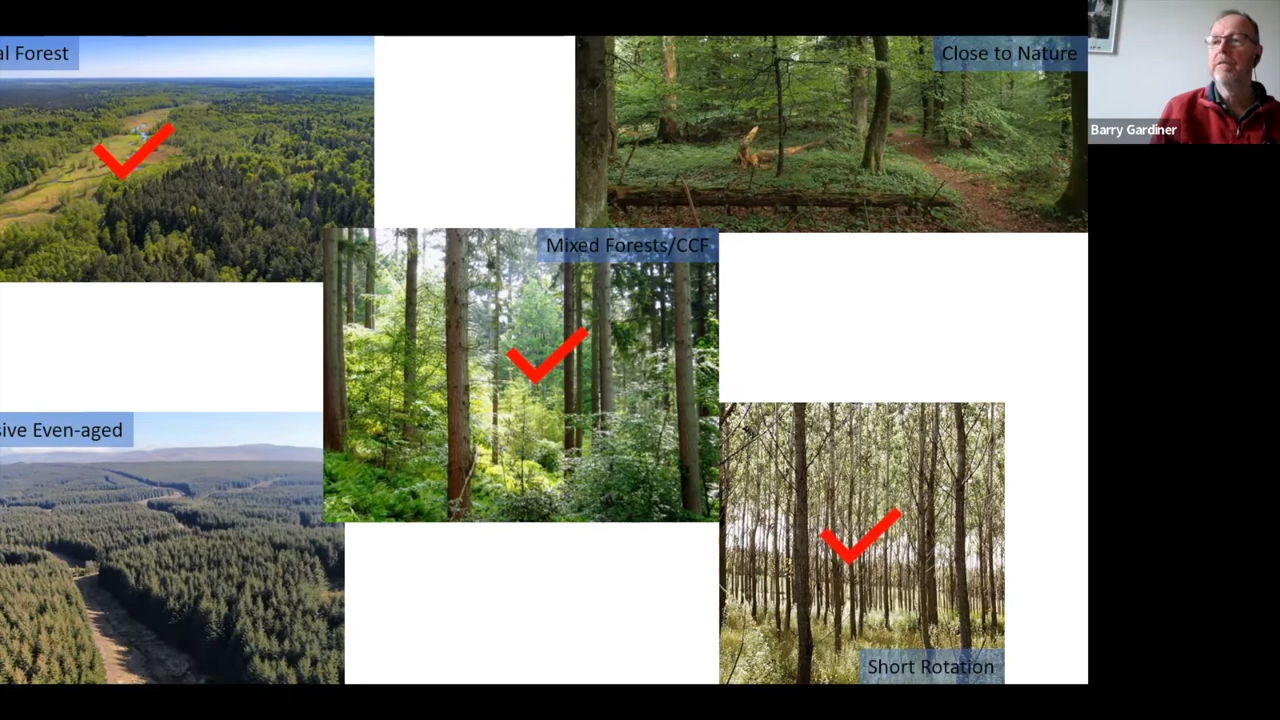 al Forest
Close to Nature
Barry Gardiner
Mixed Forests/CCF
sive Even-aged
Short Rotation